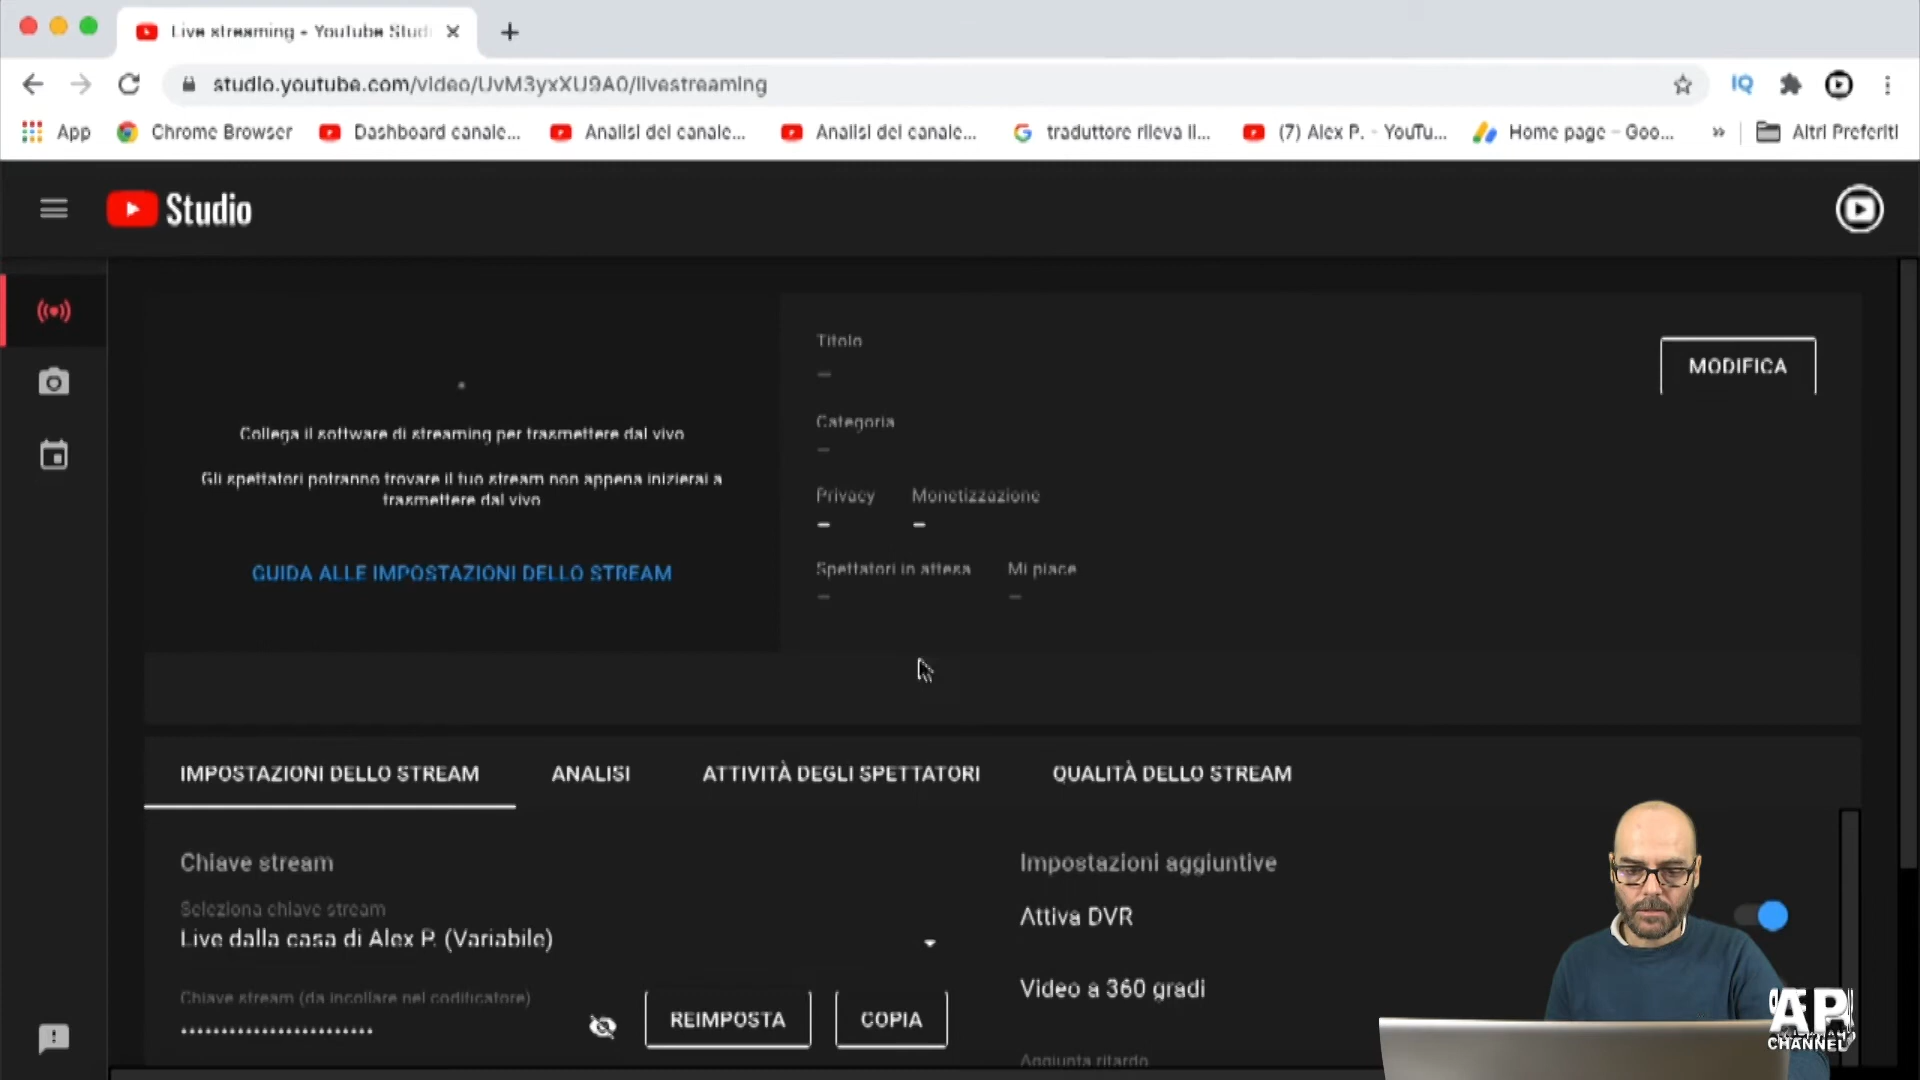 Live streaming - YouTube Studi
studio.youtube.com/video/UvM3yxXU9A0/livestreaming
IQ
App
Chrome Browser
Dashboard canale...
Analisi del canale...
Analisi del canale...
traduttore rileva li...
(7) Alex P. - YouTu...
Home page - Goo...
»
Altri Preferiti
Studio
Titolo
–
MODIFICA
Collega il software di streaming per trasmettere dal vivo
Categoria
–
Gli spettatori potranno trovare il tuo stream non appena inizierai a
trasmettere dal vivo
Privacy
Monetizzazione
–
–
GUIDA ALLE IMPOSTAZIONI DELLO STREAM
Spettatori in attesa
Mi piace
–
–
IMPOSTAZIONI DELLO STREAM
ANALISI
ATTIVITÀ DEGLI SPETTATORI
QUALITÀ DELLO STREAM
Chiave stream
Seleziona chiave stream
Live dalla casa di Alex P. (Variabile)
Chiave stream (da incollare nel codificatore)
••••••••••••••••••••••••
REIMPOSTA
COPIA
Impostazioni aggiuntive
Attiva DVR
Video a 360 gradi
Aggiunta ritardo
AP
CHANNEL